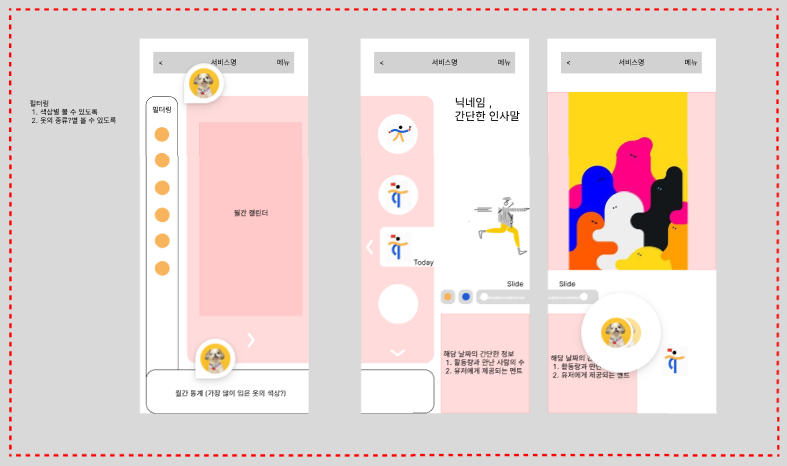 필터링
1. 색상별 볼 수 있도록
2. 옷의 종류?별 볼 수 있도록
<
서비스명
메뉴
필터링
월간 캘린더
월간 통계 (가장 많이 입은 옷의 색상?)
<
서비스명
메뉴
닉네임 ,
간단한 인사말
Today
Slide
해당 날짜의 간단한 정보
1. 활동량과 만난 사람의 수
2. 유저에게 제공되는 멘트
<
서비스명
메뉴
Slide
해당 날짜의
1. 활동량과 만난
2. 유저에게 제공되는 멘트